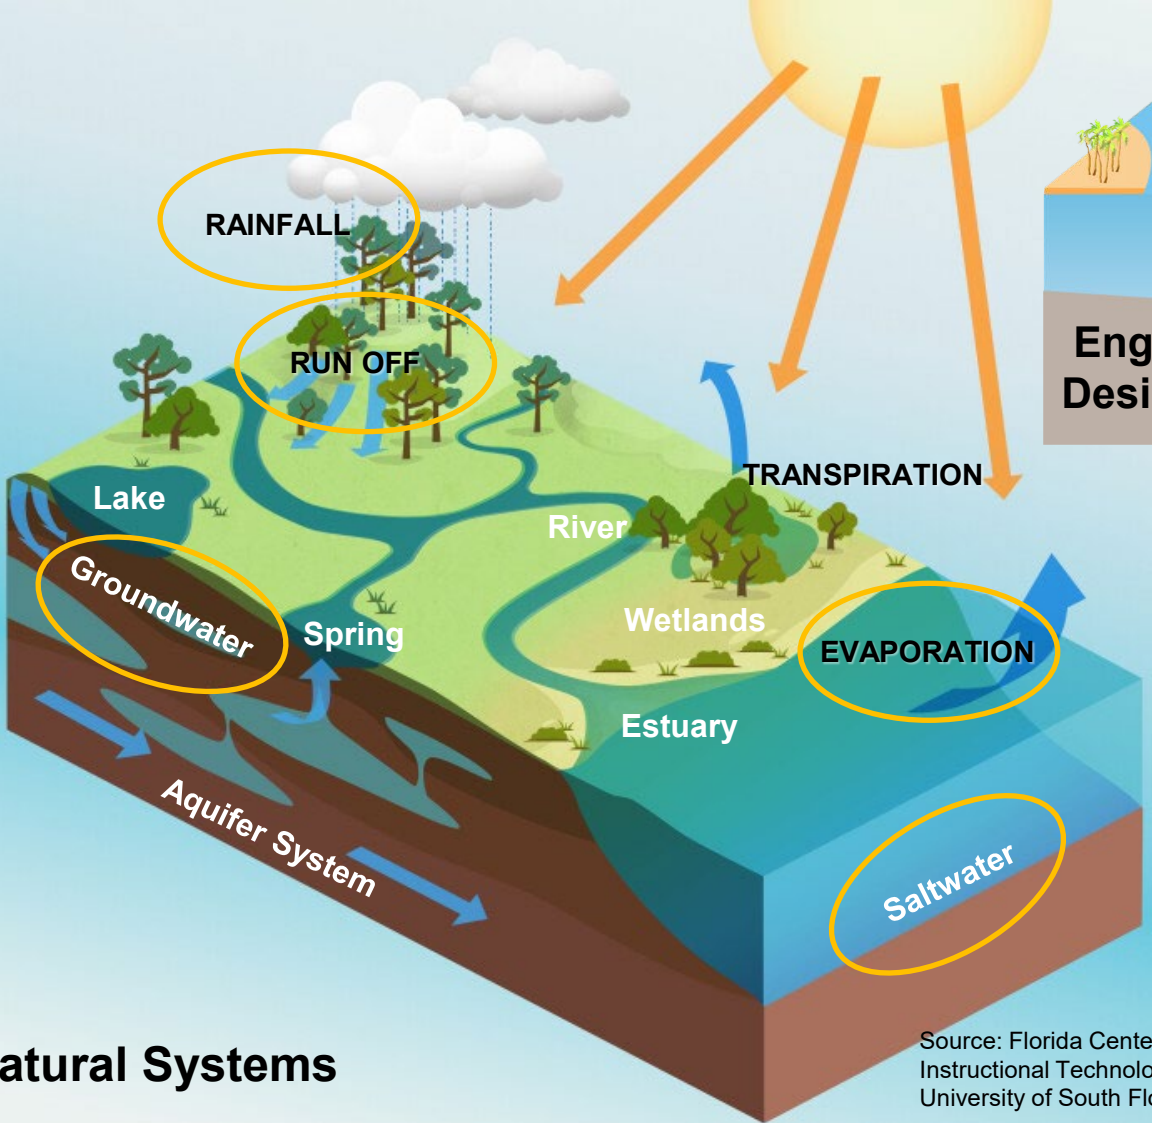 RAINFALL
RUN OFF
Eng
Desi
TRANSPIRATION
Lake
River
Groundwater
Spring
Wetlands
EVAPORATION
Estuary
Aquifer System
Saltwater
atural Systems
Source: Florida Cente
Instructional Technolo
University of South Flo